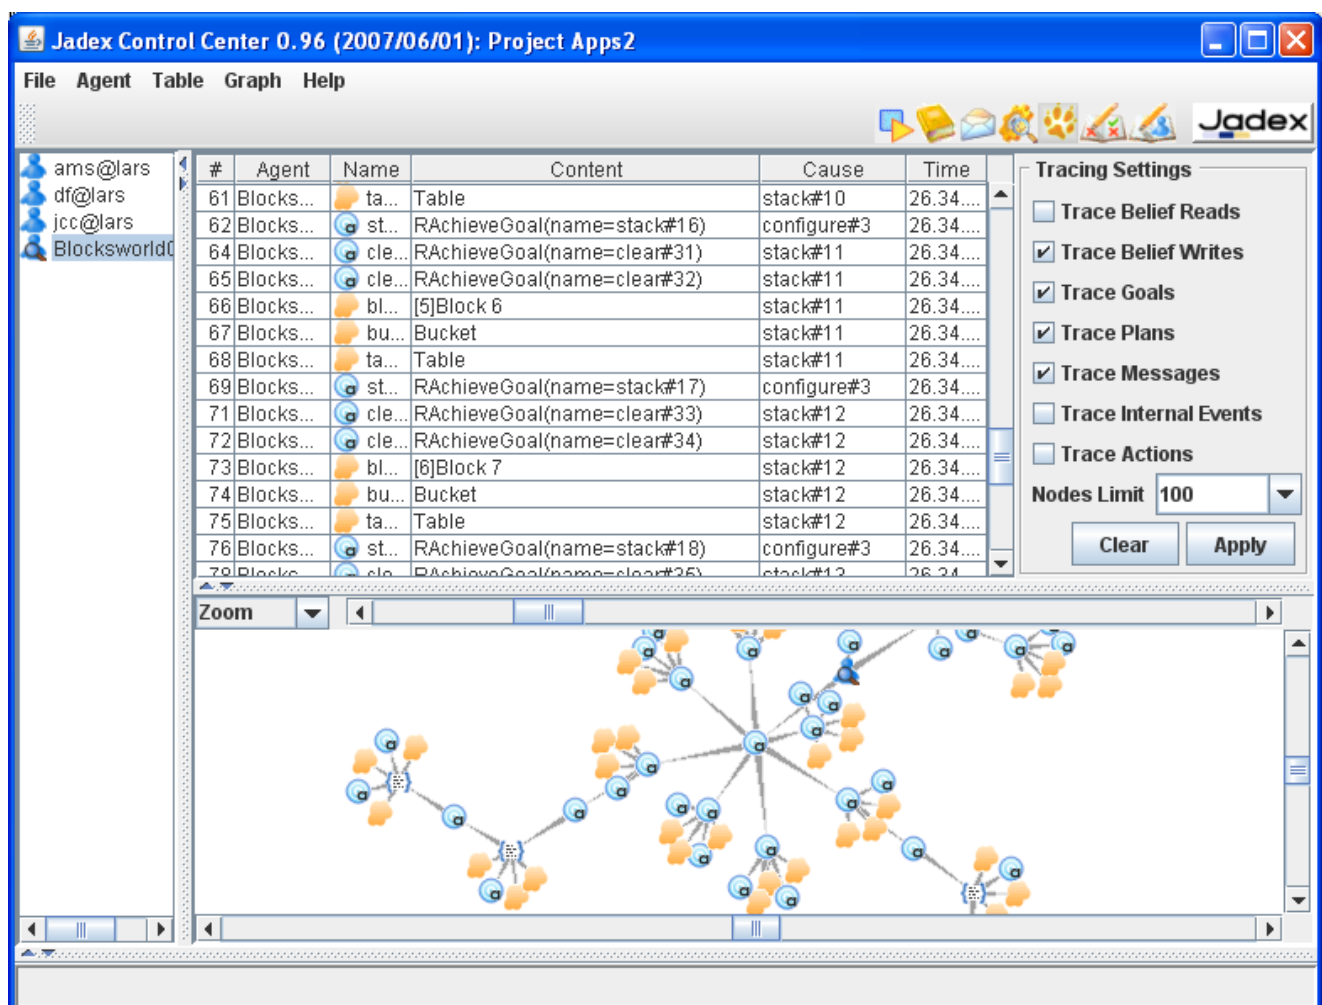 Jadex Control Center 0.96 (2007/06/01): Project Apps2
File Agent Table Graph Help
Jadex
ams@lars
df@lars
jcc@lars
Blocksworld
# Agent Name Content Cause Time
61 Blocks... ta... Table stack#10 26.34....
62 Blocks... st... RAchieveGoal(name=stack#16) configure#3 26.34....
64 Blocks... cle... RAchieveGoal(name=clear#31) stack#11 26.34....
65 Blocks... cle... RAchieveGoal(name=clear#32) stack#11 26.34....
66 Blocks... bl... [5]Block 6 stack#11 26.34....
67 Blocks... bu... Bucket stack#11 26.34....
68 Blocks... ta... Table stack#11 26.34....
69 Blocks... st... RAchieveGoal(name=stack#17) configure#3 26.34....
71 Blocks... cle... RAchieveGoal(name=clear#33) stack#12 26.34....
72 Blocks... cle... RAchieveGoal(name=clear#34) stack#12 26.34....
73 Blocks... bl... [6]Block 7 stack#12 26.34....
74 Blocks... bu... Bucket stack#12 26.34....
75 Blocks... ta... Table stack#12 26.34....
76 Blocks... st... RAchieveGoal(name=stack#18) configure#3 26.34....
Tracing Settings
Trace Belief Reads
Trace Belief Writes
Trace Goals
Trace Plans
Trace Messages
Trace Internal Events
Trace Actions
Nodes Limit 100
Clear Apply
Zoom